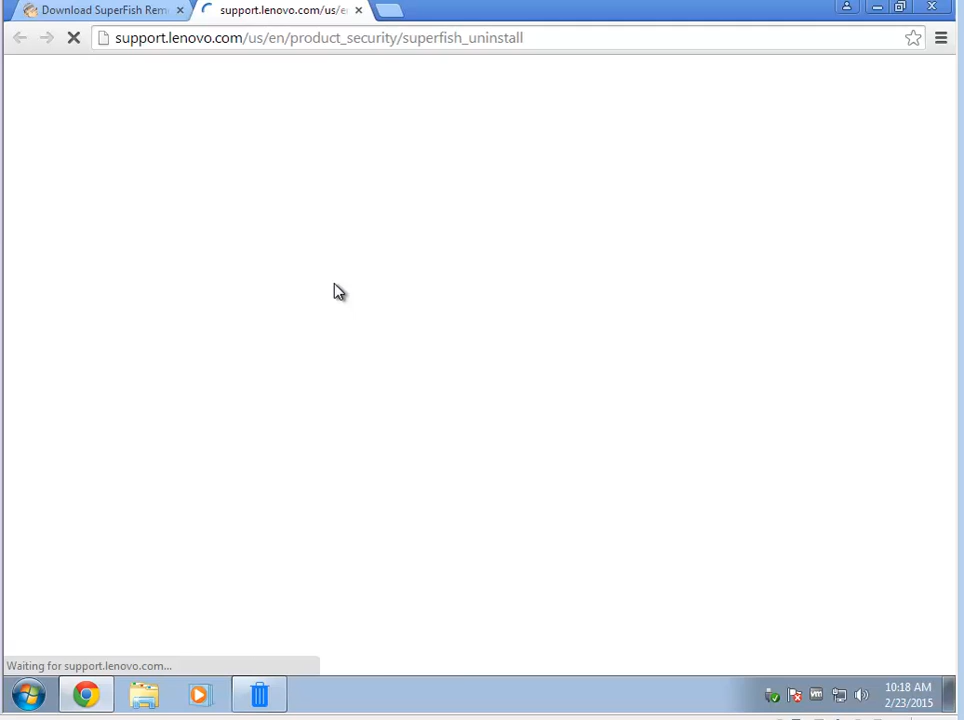 Download SuperFish Rem
support.lenovo.com/us/e
support.lenovo.com/us/en/product_security/superfish_uninstall
Waiting for support.lenovo.com...
10:18 AM
2/23/2015